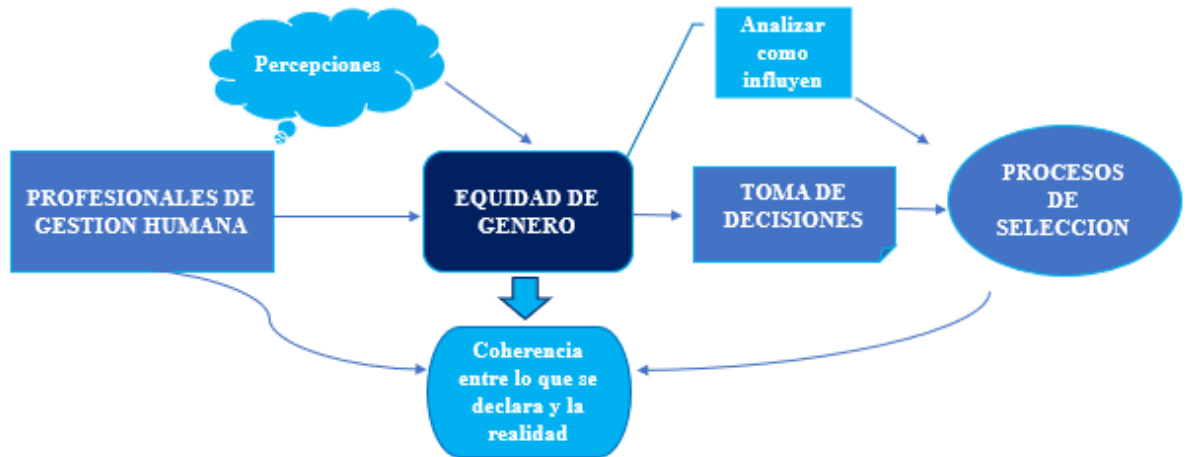 Percepciones
Analizar
como
influyen
PROFESIONALES DE
GESTION HUMANA
EQUIDAD DE
GENERO
TOMA DE
DECISIONES
PROCESOS
DE
SELECCION
Coherencia
entre lo que se
declara y la
realidad